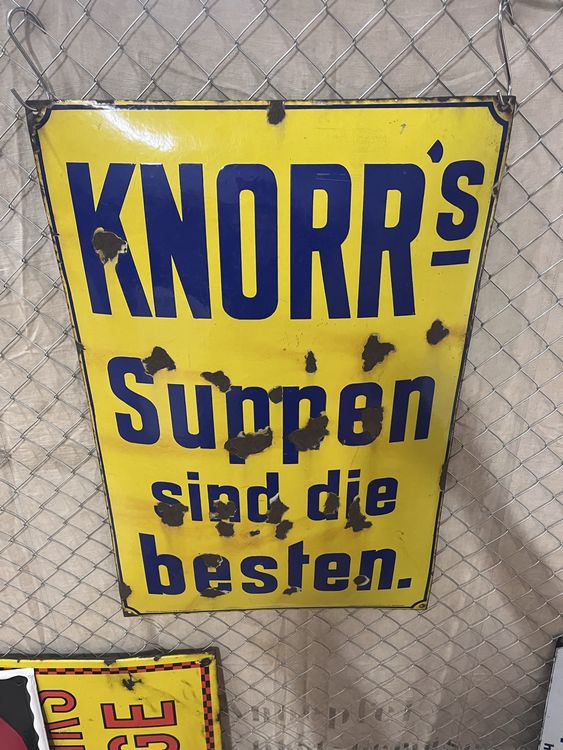 KNORR's
Suppen
sind die
besten.